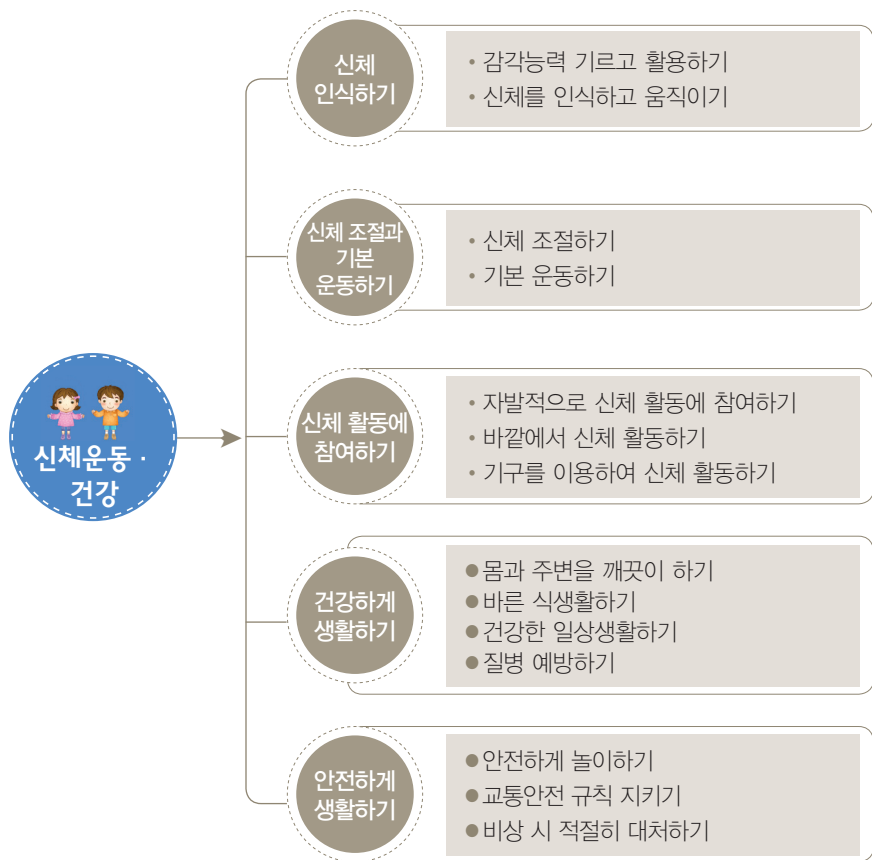 신체
인식하기
• 감각능력 기르고 활용하기
• 신체를 인식하고 움직이기
신체 조절과
기본
운동하기
• 신체 조절하기
• 기본 운동하기
신체운동 ·
건강
신체 활동에
참여하기
• 자발적으로 신체 활동에 참여하기
• 바깥에서 신체 활동하기
• 기구를 이용하여 신체 활동하기
건강하게
생활하기
●몸과 주변을 깨끗이 하기
●바른 식생활하기
●건강한 일상생활하기
●질병 예방하기
안전하게
생활하기
●안전하게 놀이하기
●교통안전 규칙 지키기
●비상 시 적절히 대처하기